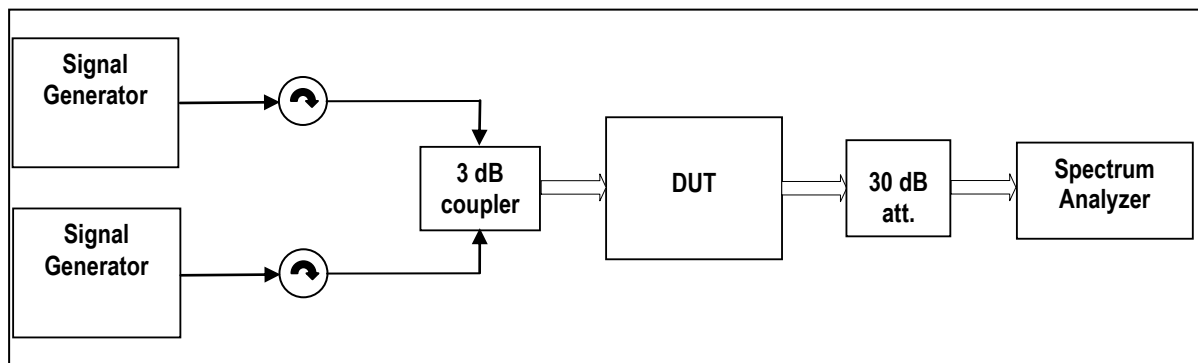 Signal
Generator
3 dB
coupler
DUT
30 dB
att.
Spectrum
Analyzer
Signal
Generator